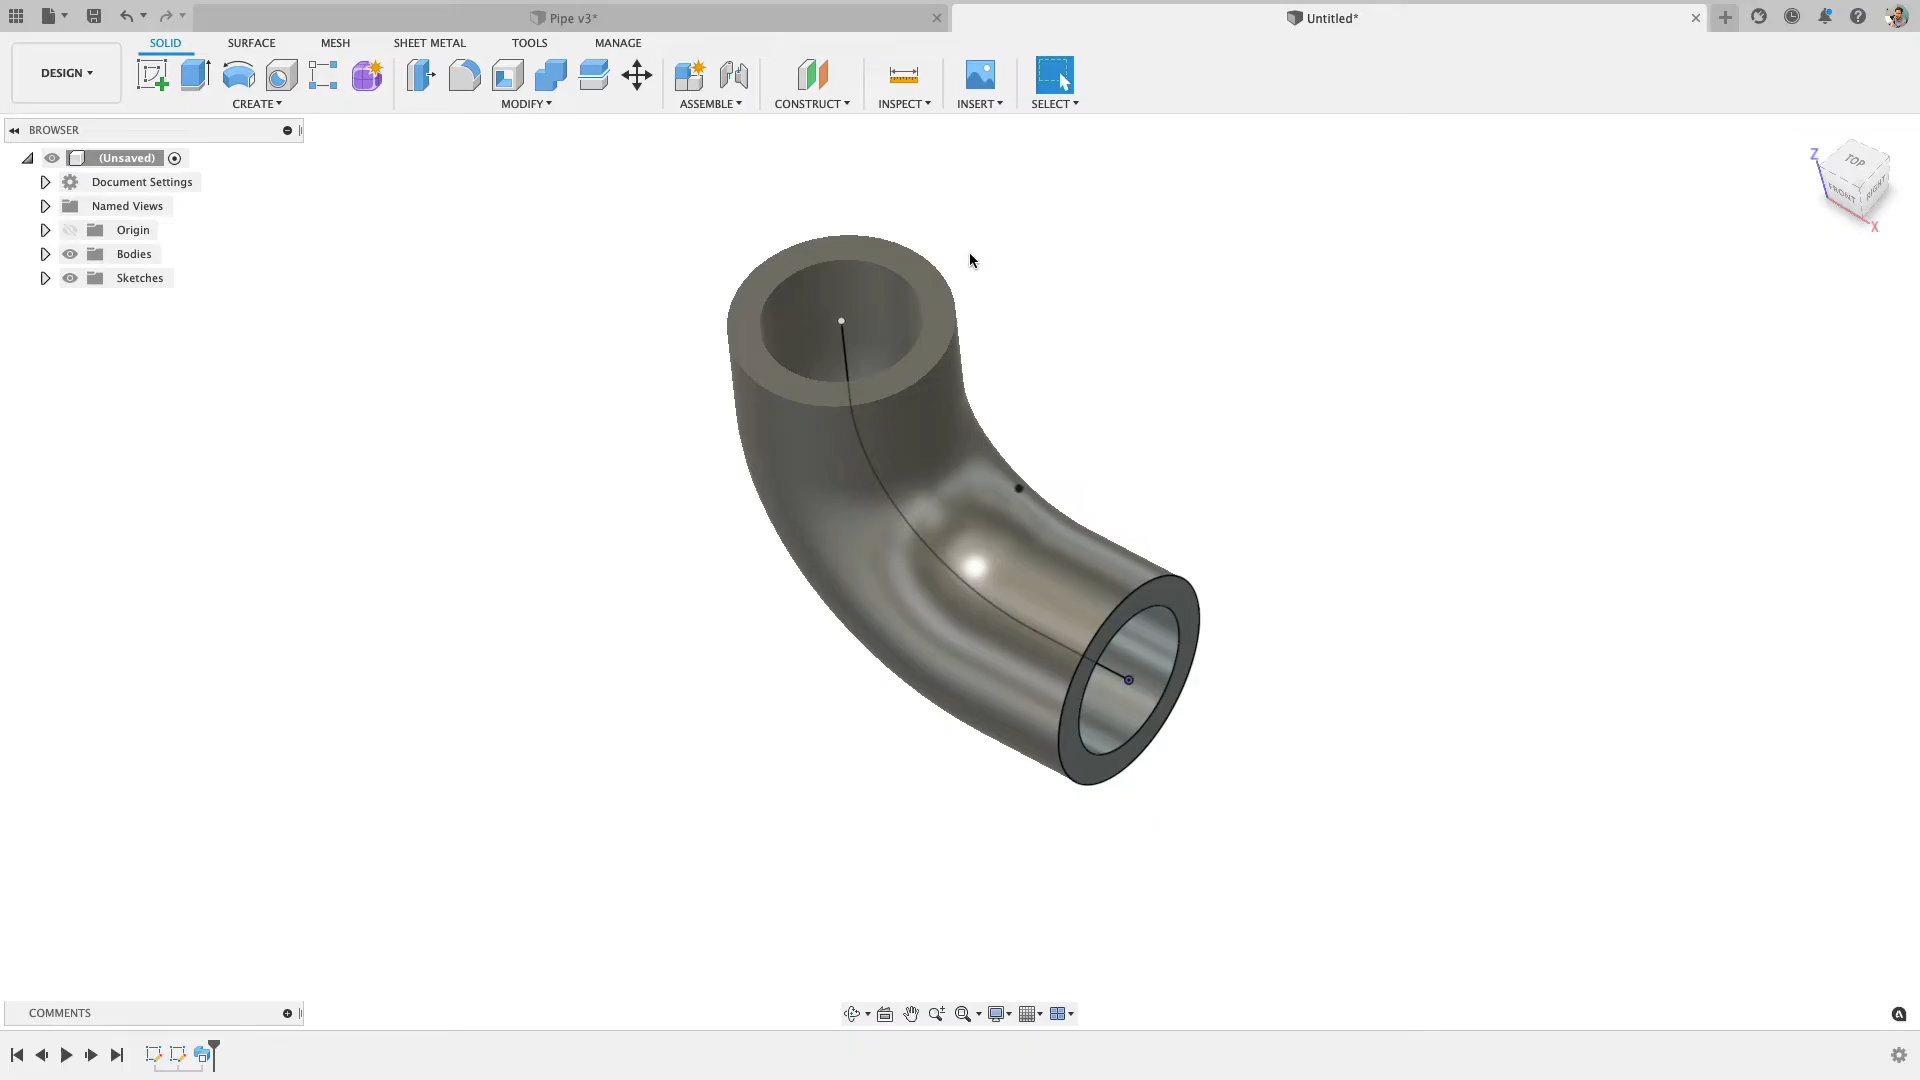 Pipe v3*
Untitled*
SOLID SURFACE MESH SHEET METAL TOOLS MANAGE
DESIGN
CREATE MODIFY ASSEMBLE CONSTRUCT INSPECT INSERT SELECT
BROWSER
(Unsaved)
Document Settings
Named Views
Origin
Bodies
Sketches
Z
TOP
FRONT
RIGHT
X
COMMENTS